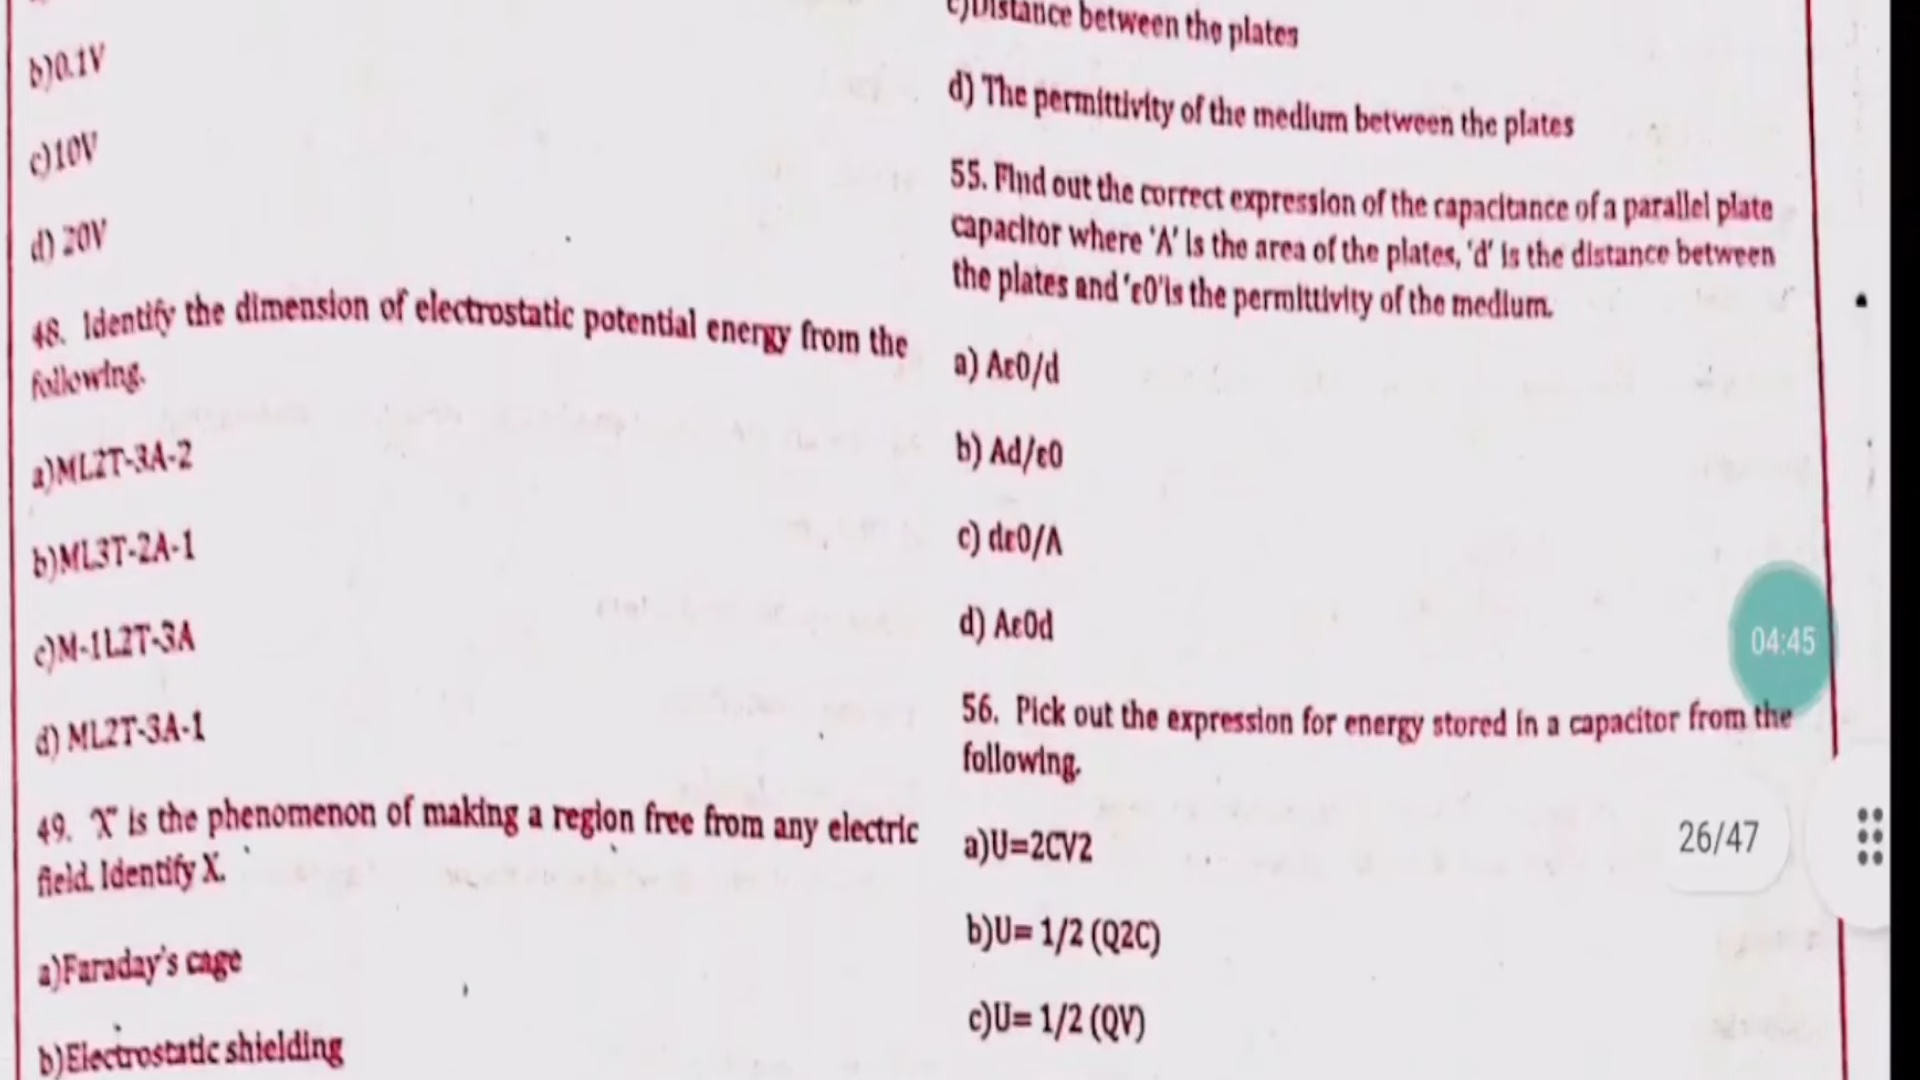 b)0.1V
c)10V
d) 20V
48. Identify the dimension of electrostatic potential energy from the
following.
a)ML2T-3A-2
b)ML3T-2A-1
c)M-1L2T-3A
d) ML2T-3A-1
49. 'X' is the phenomenon of making a region free from any electric
field. Identify X.
a)Faraday's cage
b)Electrostatic shielding
c)Distance between the plates
d) The permittivity of the medium between the plates
55. Find out the correct expression of the capacitance of a parallel plate
capacitor where 'A' is the area of the plates, 'd' is the distance between
the plates and 'ε0'is the permittivity of the medium.
a) Aε0/d
b) Ad/ε0
c) dε0/A
d) Aε0d
56. Pick out the expression for energy stored in a capacitor from the
following.
a)U=2CV2
b)U= 1/2 (Q2C)
c)U= 1/2 (QV)
04:45
26/47